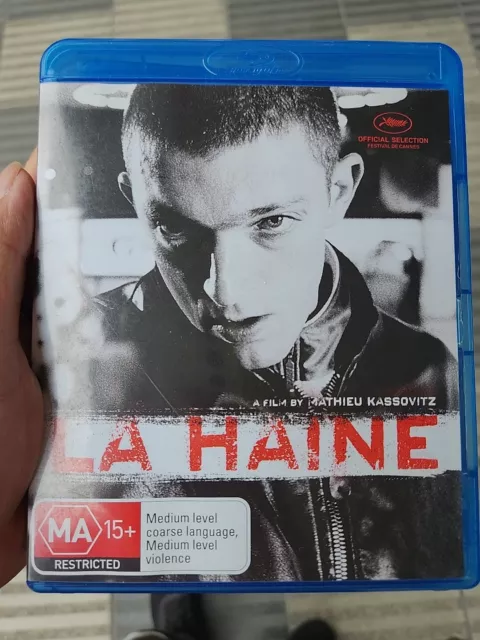 OFFICIAL SELECTION
FESTIVAL DE CANNES
A FILM BY MATHIEU KASSOVITZ
LA HAINE
MA 15+
RESTRICTED
Medium level
coarse language,
Medium level
violence